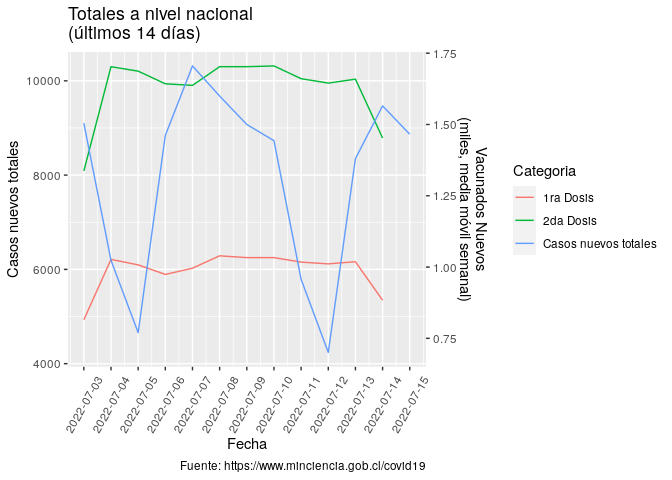 Totales a nivel nacional
(últimos 14 días)
Casos nuevos totales
10000
8000
6000
4000
1.75
1.50
1.25
1.00
0.75
Vacunados Nuevos
(miles, media móvil semanal)
2022-07-03
2022-07-04
2022-07-05
2022-07-06
2022-07-07
2022-07-08
2022-07-09
2022-07-10
2022-07-11
2022-07-12
2022-07-13
2022-07-14
2022-07-15
Fecha
Categoria
1ra Dosis
2da Dosis
Casos nuevos totales
Fuente: https://www.minciencia.gob.cl/covid19